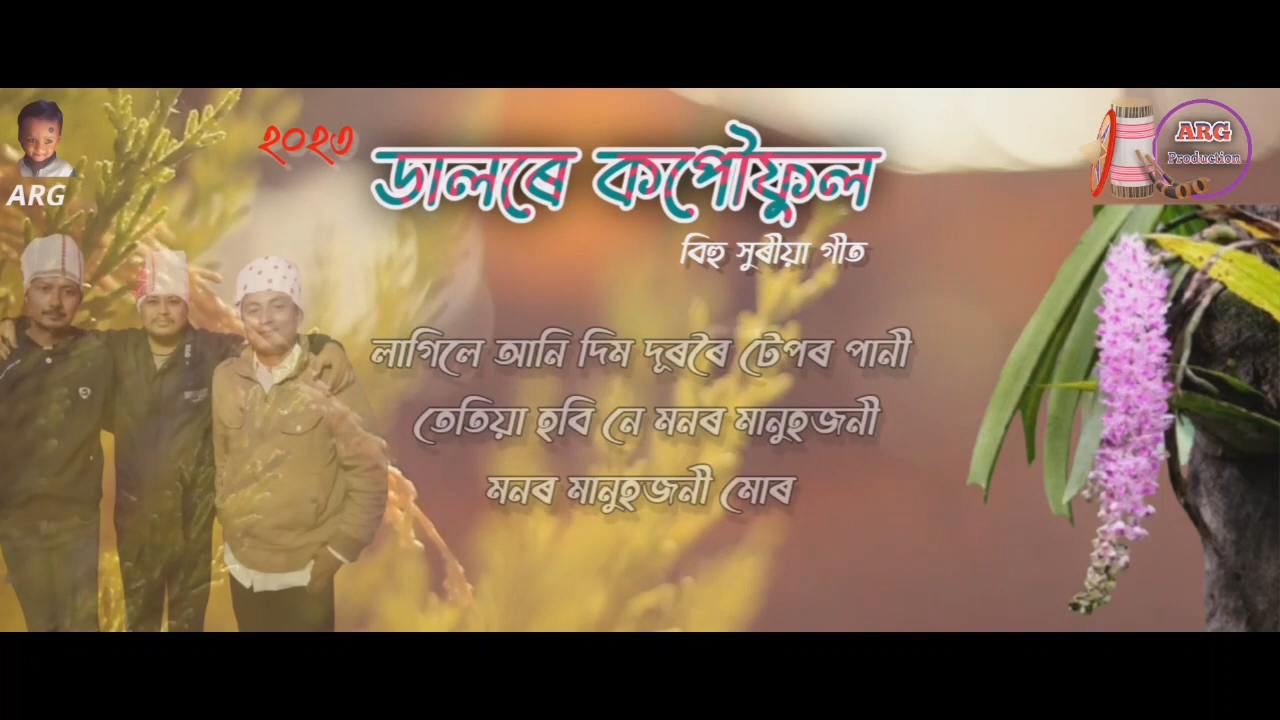 ARG
২০২৩
ডালৰে কপৌফুল
ARG
Production
বিহু সুৰীয়া গীত
লাগিলে আনি দিম দূৰৰৈ টেপৰ পানী
তেতিয়া হবি নে মনৰ মানুহজনী
মনৰ মানুহজনী মোৰ